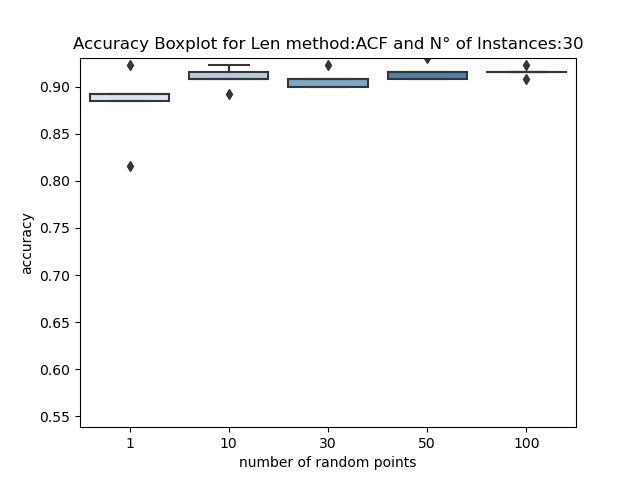 Accuracy Boxplot for Len method:ACF and N° of Instances:30
0.90
0.85
0.80
0.75
0.70
0.65
0.60
0.55
accuracy
1 10 30 50 100
number of random points